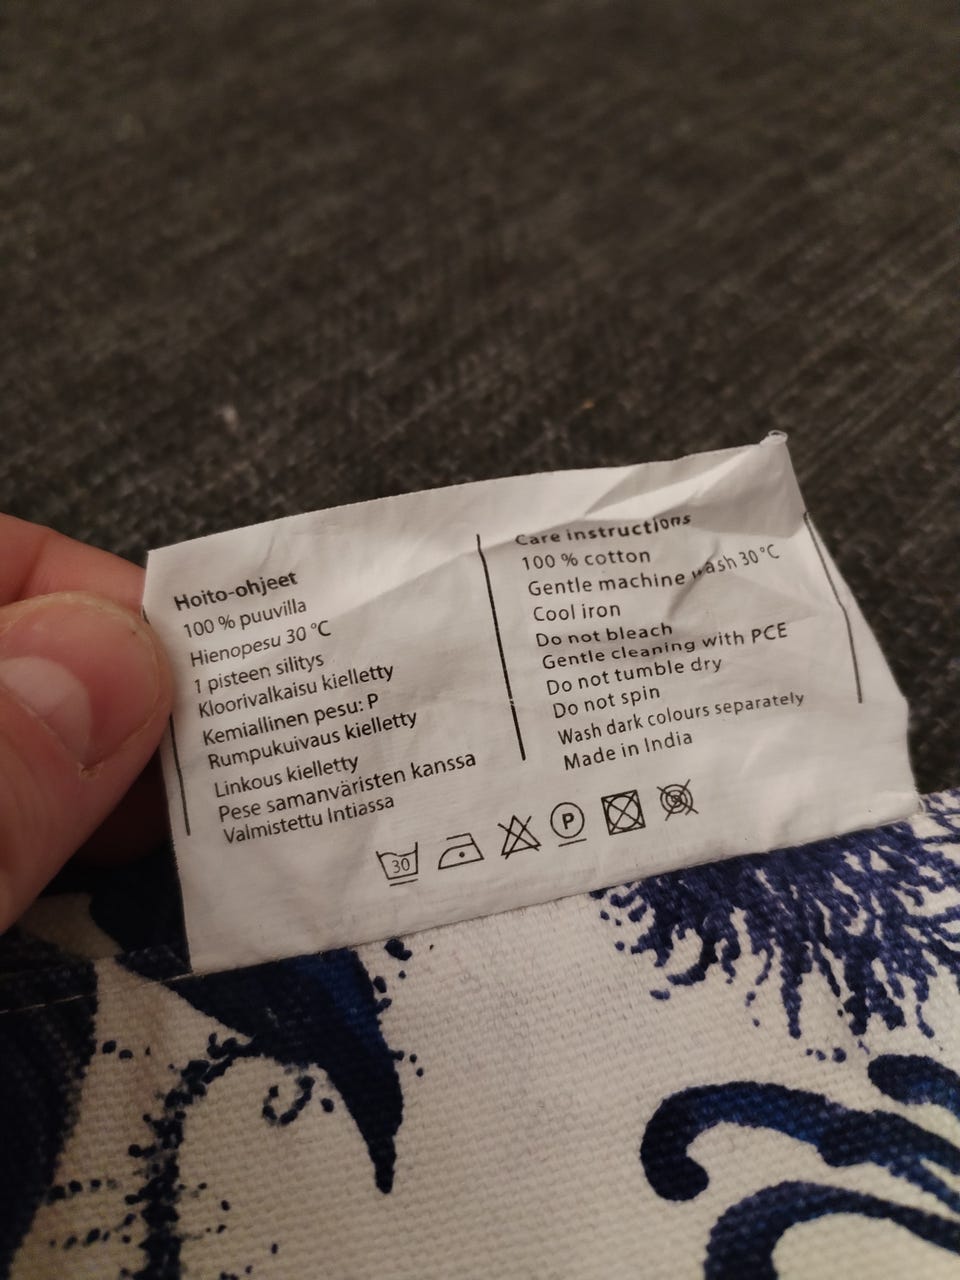 Hoito-ohjeet
100 % puuvilla
Hienopesu 30 °C
1 pisteen silitys
Kloorivalkaisu kielletty
Kemiallinen pesu: P
Rumpukuivaus kielletty
Linkous kielletty
Pese samanväristen kanssa
Valmistettu Intiassa
Care instructions
100 % cotton
Gentle machine wash 30 °C
Cool iron
Do not bleach
Gentle cleaning with PCE
Do not tumble dry
Do not spin
Wash dark colours separately
Made in India
30 P